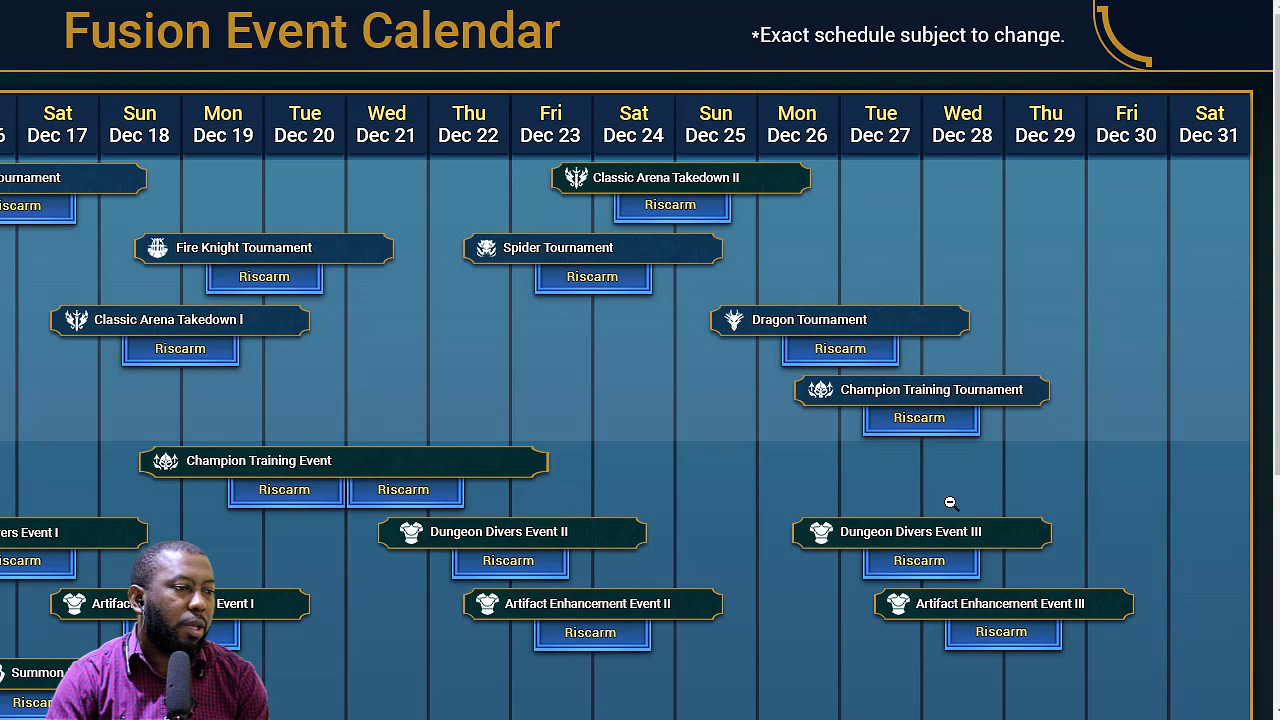 Fusion Event Calendar
*Exact schedule subject to change.
Sat Sun Mon Tue Wed Thu Fri Sat Sun Mon Tue Wed Thu Fri Sat
6 Dec 17 Dec 18 Dec 19 Dec 20 Dec 21 Dec 22 Dec 23 Dec 24 Dec 25 Dec 26 Dec 27 Dec 28 Dec 29 Dec 30 Dec 31
ournament Classic Arena Takedown II
iscarm Riscarm
Fire Knight Tournament Spider Tournament
Riscarm Riscarm
Classic Arena Takedown l Dragon Tournament
Riscarm Riscarm
Champion Training Tournament
Riscarm
Champion Training Event
Riscarm Riscarm
ers Event I Dungeon Divers Event II Dungeon Divers Event III
iscarm Riscarm Riscarm
Artifac Event I Artifact Enhancement Event II Artifact Enhancement Event III
Riscarm Riscarm
Summon
Riscar